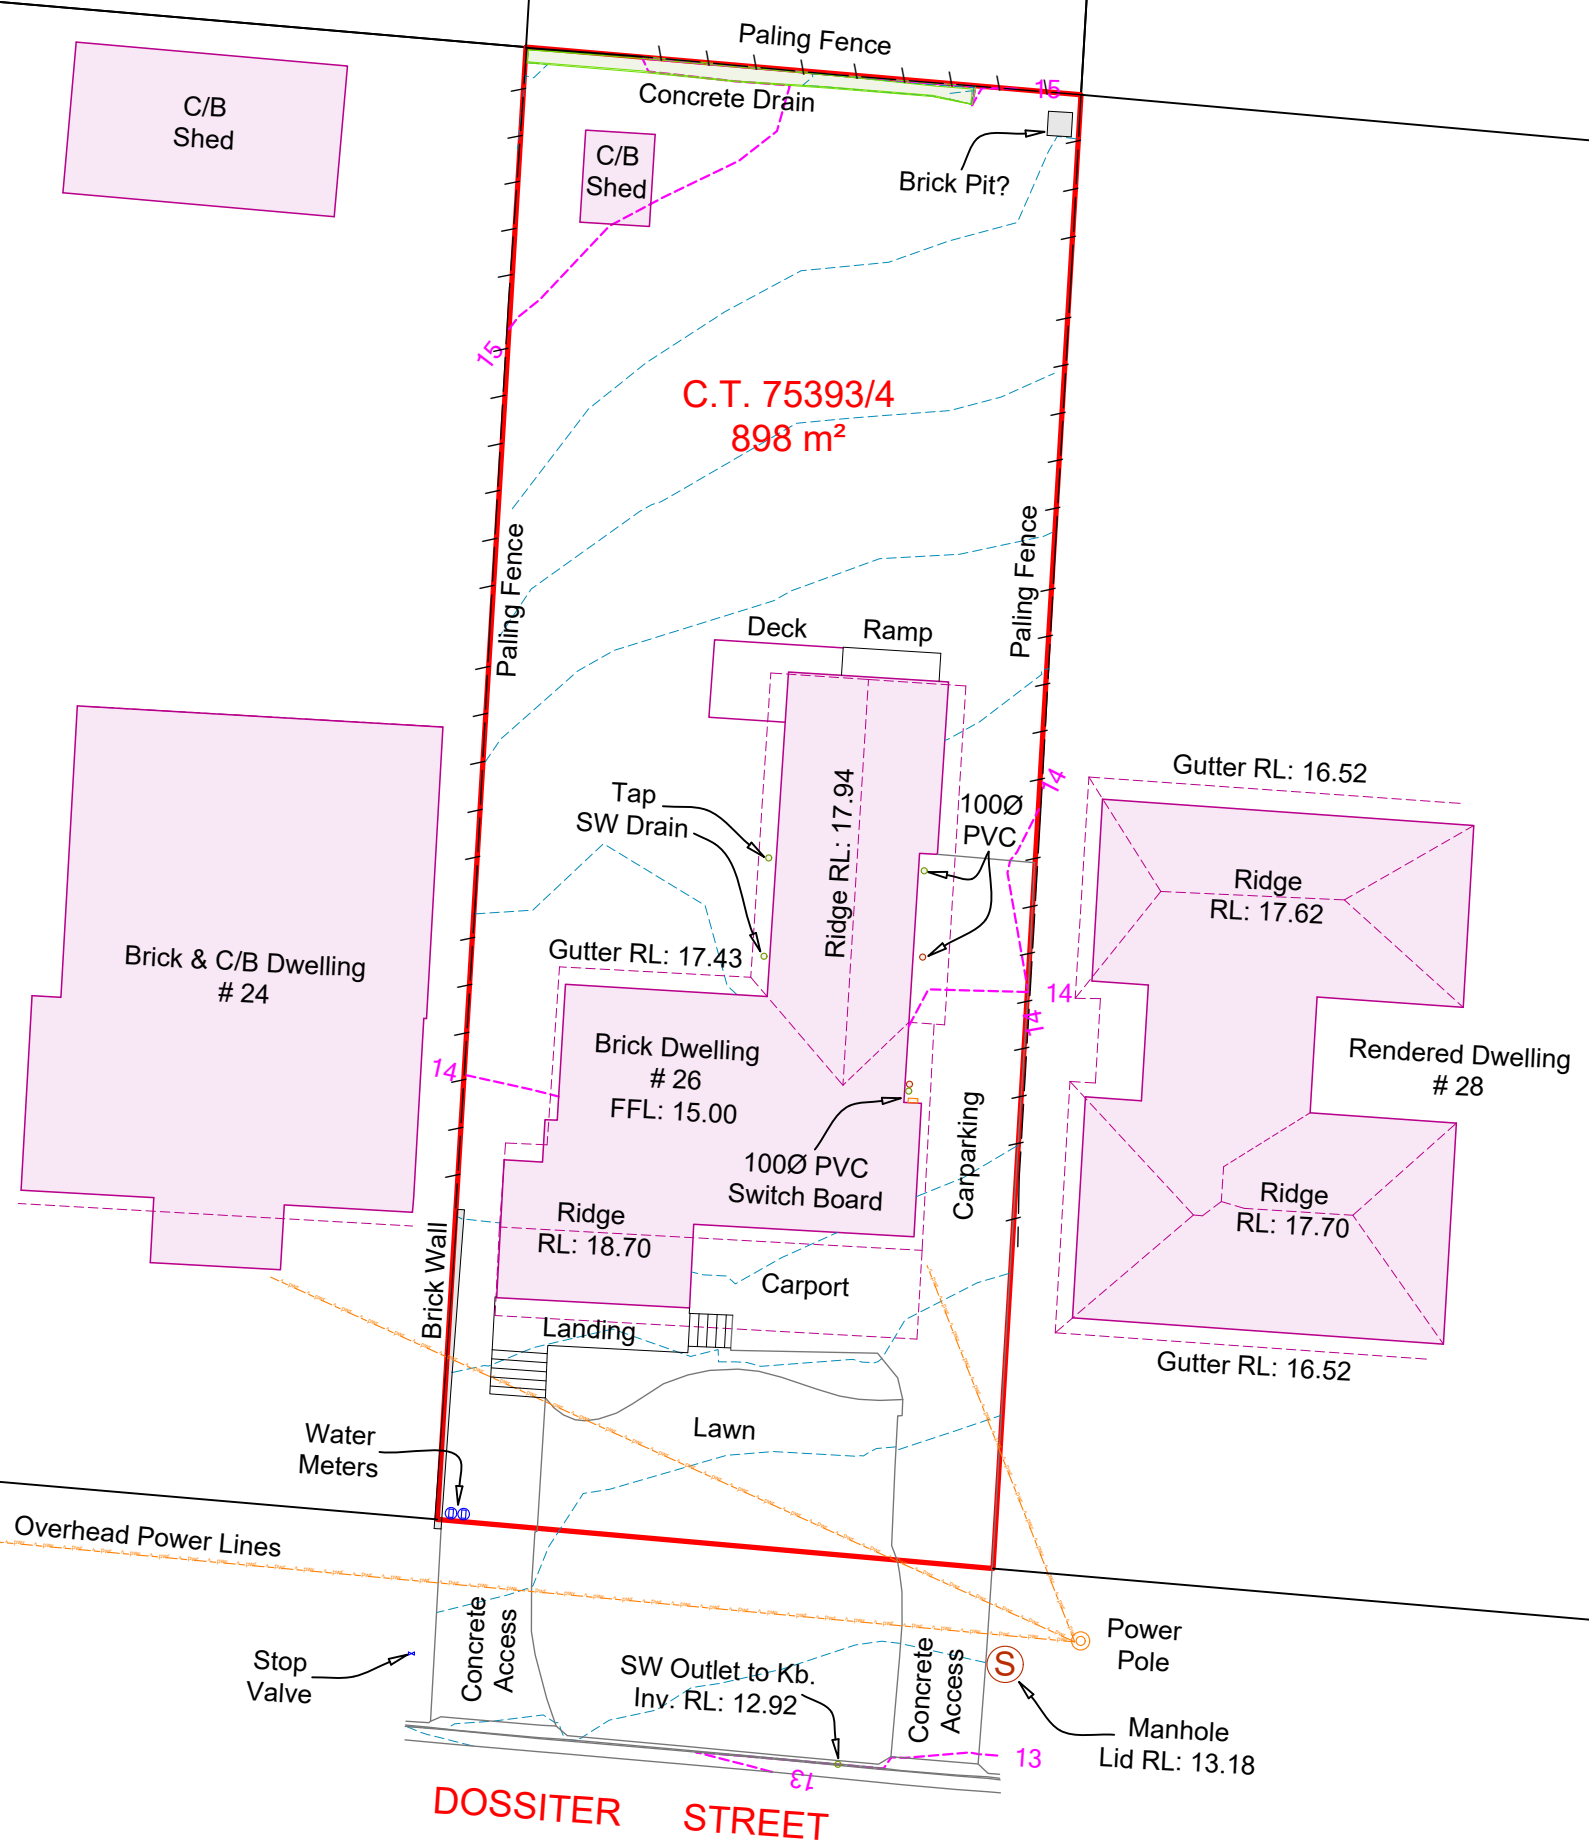 Paling Fence
15
Concrete Drain
C/B
Shed
C/B
Shed
Brick Pit?
15
C.T. 75393/4
898 m²
Paling Fence
Paling Fence
Deck
Ramp
Gutter RL: 16.52
14
Tap
SW Drain
100Ø
PVC
Ridge RL: 17.94
Ridge
RL: 17.62
Gutter RL: 17.43
Brick & C/B Dwelling
# 24
14
14
14
Brick Dwelling
# 26
FFL: 15.00
Rendered Dwelling
# 28
Carparking
100Ø PVC
Switch Board
Ridge
RL: 18.70
Ridge
RL: 17.70
Brick Wall
Carport
Landing
Gutter RL: 16.52
Water
Meters
Lawn
Overhead Power Lines
Concrete
Access
Stop
Valve
SW Outlet to Kb.
Inv. RL: 12.92
Concrete
Access
S
Power
Pole
Manhole
Lid RL: 13.18
13
13
DOSSITER STREET